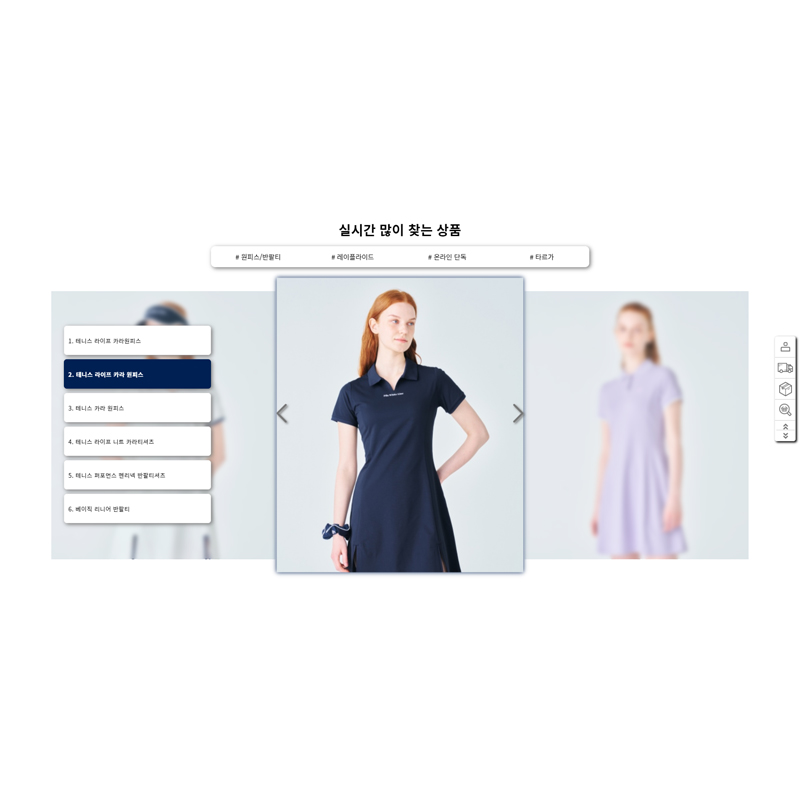 실시간 많이 찾는 상품
# 원피스/반팔티 # 레이플라이드 # 온라인 단독 # 타르가
1. 테니스 라이프 카라원피스
2. 테니스 라이프 카라 원피스
3. 테니스 카라 원피스
4. 테니스 라이프 니트 카라티셔츠
5. 테니스 퍼포먼스 헨리넥 반팔티셔츠
6. 베이직 리니어 반팔티